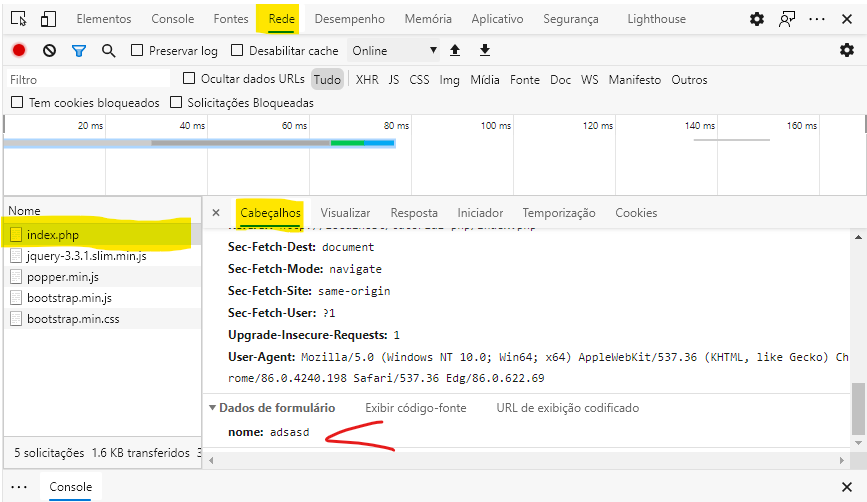 Elementos Console Fontes Rede Desempenho Memória Aplicativo Segurança Lighthouse
Preservar log Desabilitar cache Online
Filtro Ocultar dados URLs Tudo XHR JS CSS Img Mídia Fonte Doc WS Manifesto Outros
Tem cookies bloqueados Solicitações Bloqueadas
20 ms 40 ms 60 ms 80 ms 100 ms 120 ms 140 ms 160 ms
Nome
index.php
jquery-3.3.1.slim.min.js
popper.min.js
bootstrap.min.js
bootstrap.min.css
5 solicitações 1.6 KB transferidos 3
Cabeçalhos Visualizar Resposta Iniciador Temporização Cookies
Sec-Fetch-Dest: document
Sec-Fetch-Mode: navigate
Sec-Fetch-Site: same-origin
Sec-Fetch-User: ?1
Upgrade-Insecure-Requests: 1
User-Agent: Mozilla/5.0 (Windows NT 10.0; Win64; x64) AppleWebKit/537.36 (KHTML, like Gecko) Ch
rome/86.0.4240.198 Safari/537.36 Edg/86.0.622.69
Dados de formulário Exibir código-fonte URL de exibição codificado
nome: adsasd
Console